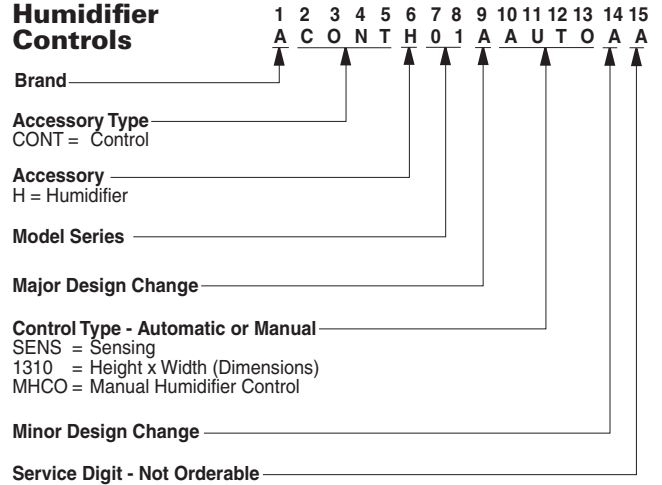 Humidifier
Controls
1 2 3 4 5 6 7 8 9 10 11 12 13 14 15
A C O N T H 0 1 A A U T O A A
Brand
Accessory Type
CONT = Control
Accessory
H = Humidifier
Model Series
Major Design Change
Control Type - Automatic or Manual
SENS = Sensing
1310 = Height x Width (Dimensions)
MHCO = Manual Humidifier Control
Minor Design Change
Service Digit - Not Orderable